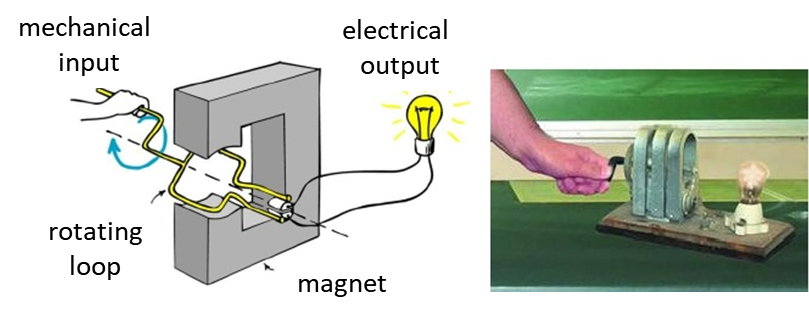 mechanical
input
electrical
output
rotating
loop
magnet